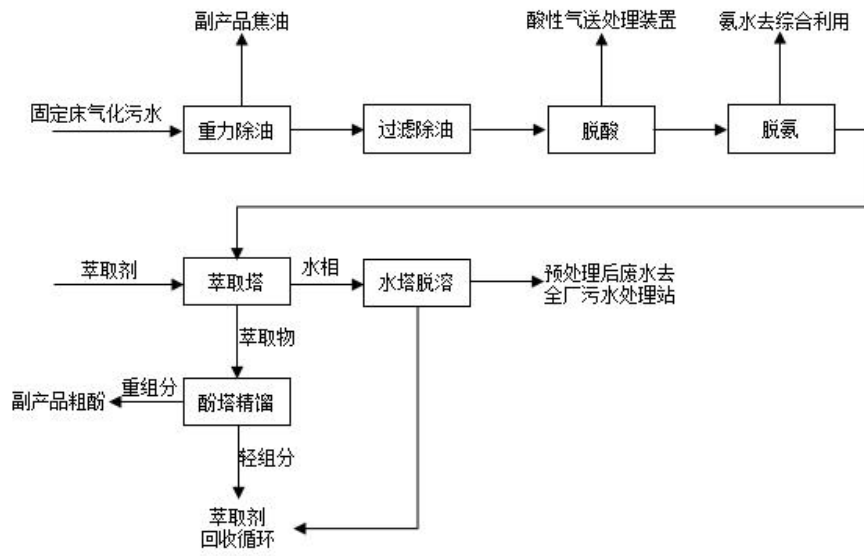 副产品焦油
酸性气送处理装置
氨水去综合利用
固定床气化污水
重力除油
过滤除油
脱酸
脱氨
萃取剂
萃取塔
水相
水塔脱溶
预处理后废水去
全厂污水处理站
萃取物
副产品粗酚
重组分
酚塔精馏
轻组分
萃取剂
回收循环